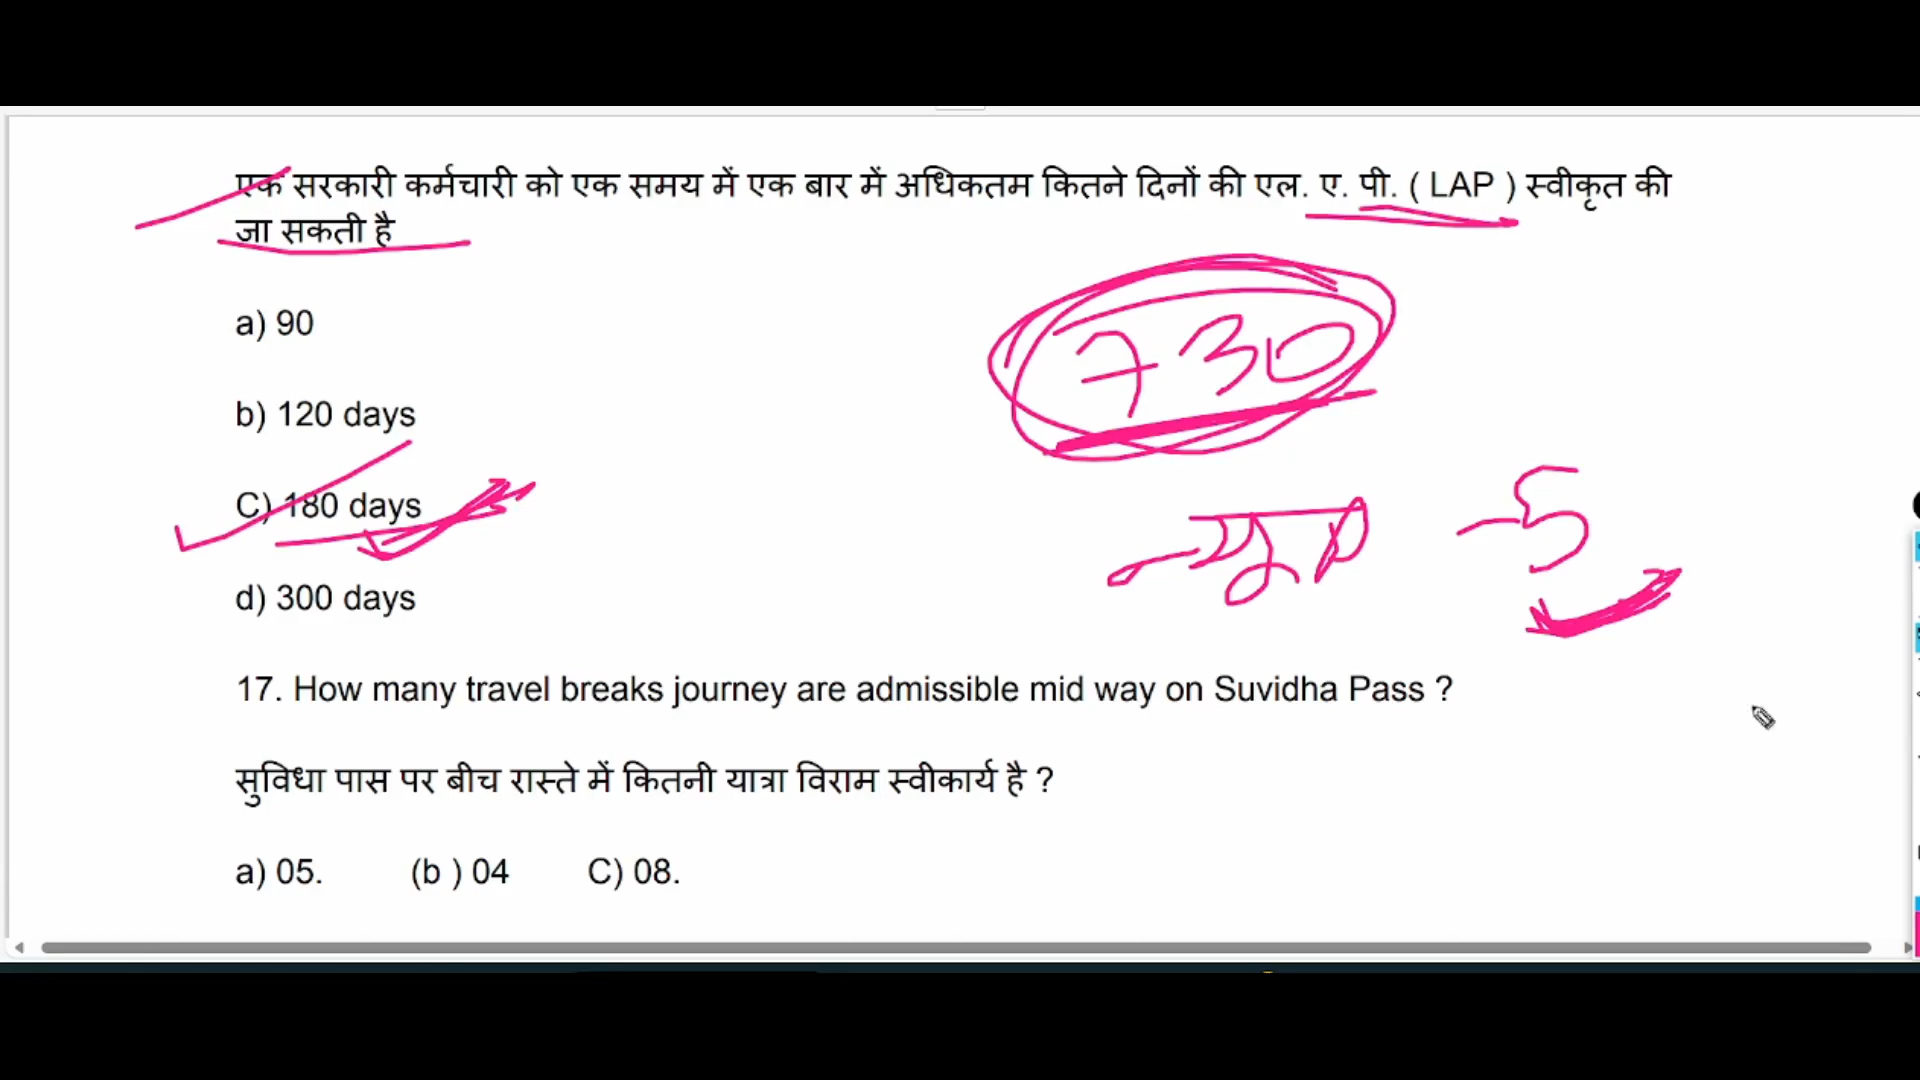 एक सरकारी कर्मचारी को एक समय में एक बार में अधिकतम कितने दिनों की एल. ए. पी. ( LAP ) स्वीकृत की
जा सकती है
a) 90
730
b) 120 days
C) 180 days
5
d) 300 days
17. How many travel breaks journey are admissible mid way on Suvidha Pass ?
सुविधा पास पर बीच रास्ते में कितनी यात्रा विराम स्वीकार्य है ?
a) 05. (b ) 04 C) 08.